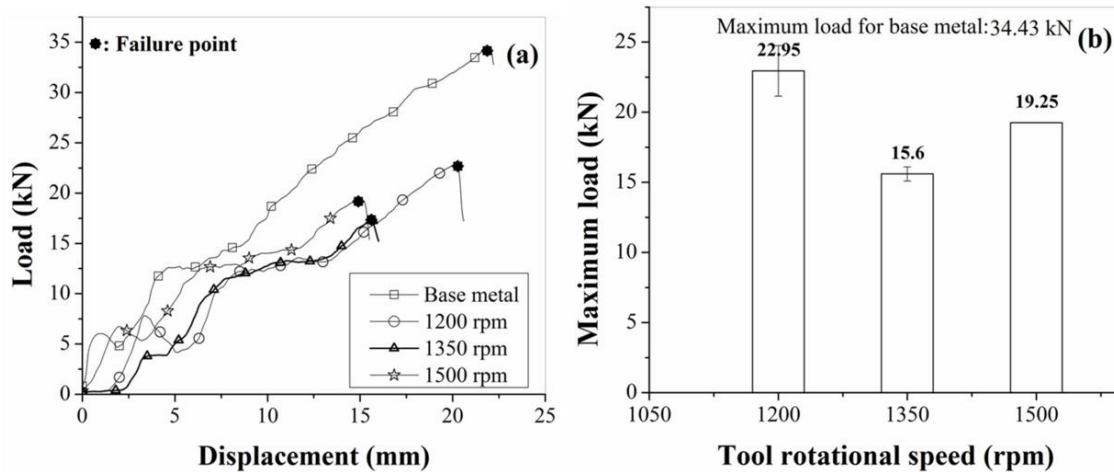 40
35
30
25
20
15
10
5
0
Load (kN)
✸: Failure point
(a)
Base metal
1200 rpm
1350 rpm
1500 rpm
0 5 10 15 20 25
Displacement (mm)
Maximum load for base metal:34.43 kN
(b)
25
20
15
10
5
0
Maximum load (kN)
22.95
15.6
19.25
1050 1200 1350 1500
Tool rotational speed (rpm)